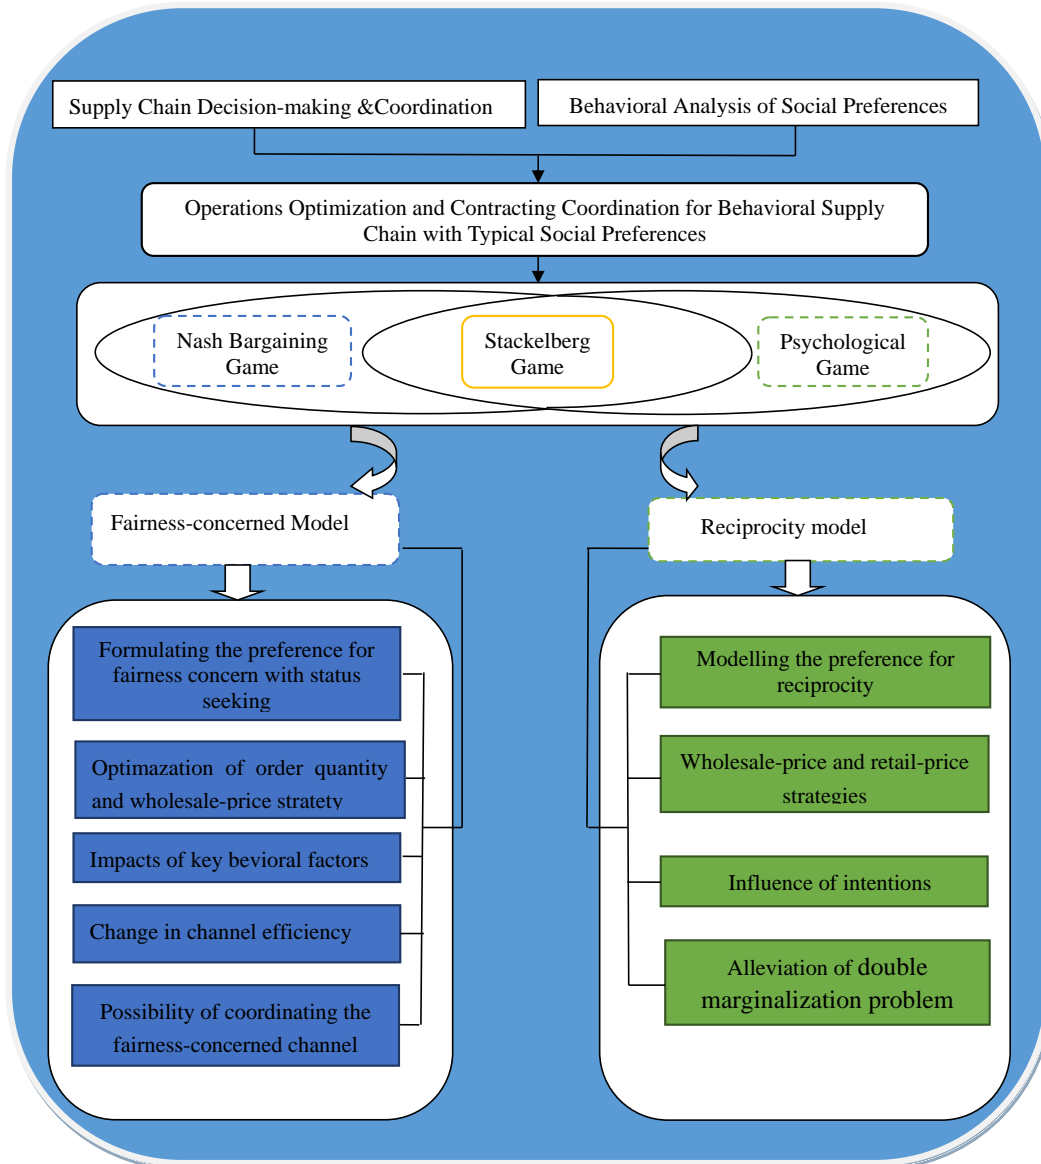 Supply Chain Decision-making &Coordination
Behavioral Analysis of Social Preferences
Operations Optimization and Contracting Coordination for Behavioral Supply
Chain with Typical Social Preferences
Nash Bargaining
Game
Stackelberg
Game
Psychological
Game
Fairness-concerned Model
Reciprocity model
Formulating the preference for
fairness concern with status
seeking
Optimazation of order quantity
and wholesale-price stratety
Impacts of key bevioral factors
Change in channel efficiency
Possibility of coordinating the
fairness-concerned channel
Modelling the preference for
reciprocity
Wholesale-price and retail-price
strategies
Influence of intentions
Alleviation of double
marginalization problem